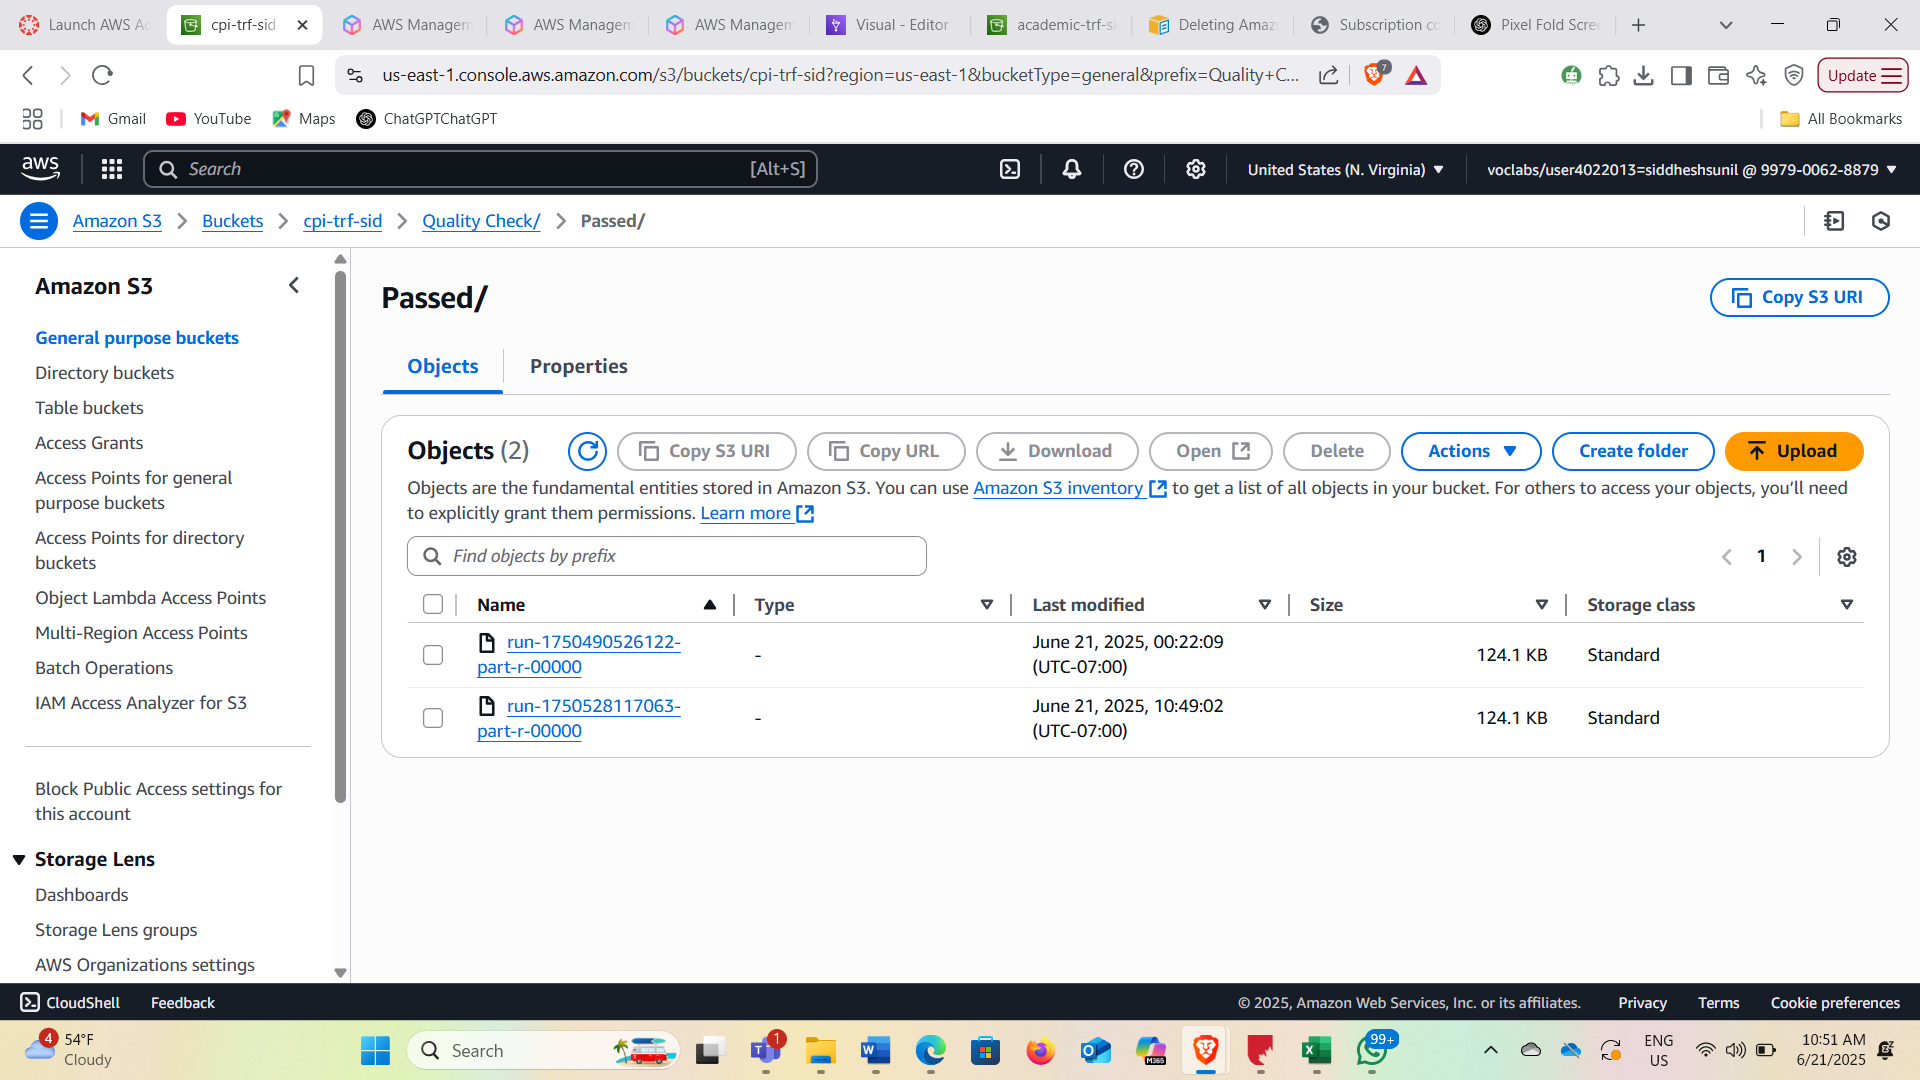 Launch AWS Ac
cpi-trf-sid
AWS Managem
AWS Managem
AWS Managem
Visual - Editor -
academic-trf-si
Deleting Amaz
Subscription co
Pixel Fold Scre
us-east-1.console.aws.amazon.com/s3/buckets/cpi-trf-sid?region=us-east-1&bucketType=general&prefix=Quality+C...
7
Update
Gmail
YouTube
Maps
ChatGPTChatGPT
All Bookmarks
aws
Search
[Alt+S]
United States (N. Virginia)
voclabs/user4022013=siddheshsunil @ 9979-0062-8879
Amazon S3
Buckets
cpi-trf-sid
Quality Check/
Passed/
Amazon S3
General purpose buckets
Directory buckets
Table buckets
Access Grants
Access Points for general
purpose buckets
Access Points for directory
buckets
Object Lambda Access Points
Multi-Region Access Points
Batch Operations
IAM Access Analyzer for S3
Block Public Access settings for
this account
Storage Lens
Dashboards
Storage Lens groups
AWS Organizations settings
Passed/
Copy S3 URI
Objects
Properties
Objects (2)
Copy S3 URI
Copy URL
Download
Open
Delete
Actions
Create folder
Upload
Objects are the fundamental entities stored in Amazon S3. You can use Amazon S3 inventory to get a list of all objects in your bucket. For others to access your objects, you’ll need
to explicitly grant them permissions. Learn more
Find objects by prefix
1
Name
Type
Last modified
Size
Storage class
run-1750490526122-
part-r-00000
-
June 21, 2025, 00:22:09
(UTC-07:00)
124.1 KB
Standard
run-1750528117063-
part-r-00000
-
June 21, 2025, 10:49:02
(UTC-07:00)
124.1 KB
Standard
CloudShell
Feedback
© 2025, Amazon Web Services, Inc. or its affiliates.
Privacy
Terms
Cookie preferences
4
54°F
Cloudy
Search
1
M365
99+
ENG
US
10:51 AM
6/21/2025